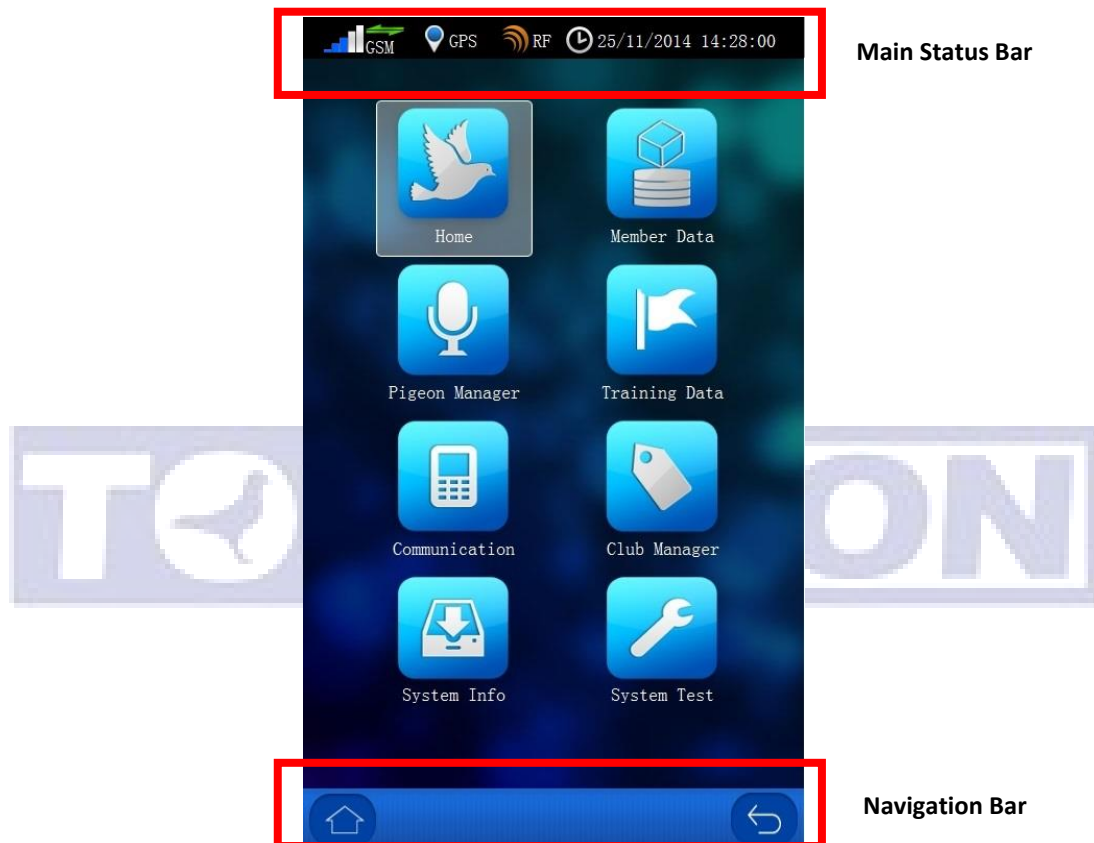 GSM GPS RF 25/11/2014 14:28:00
Main Status Bar
Home Member Data
Pigeon Manager Training Data
Communication Club Manager
System Info System Test
Navigation Bar